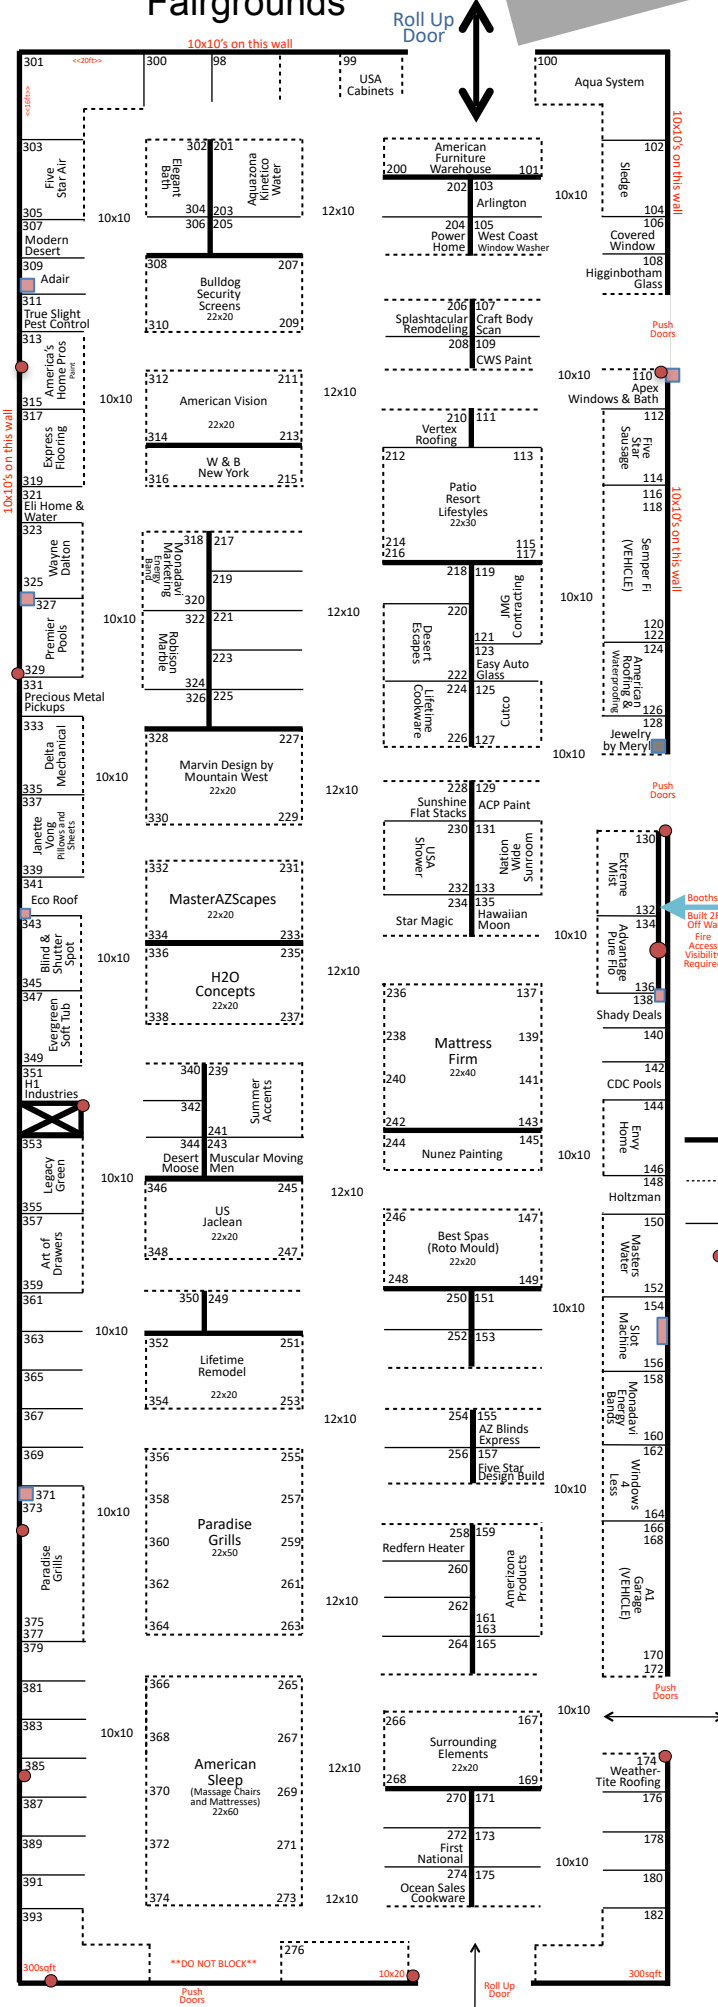 Fairgrounds
Roll Up
Door
10x10's on this wall
301
<<20ft>>
300
98
99
USA
Cabinets
100
Aqua System
<<16ft>>
303
Five
Star Air
305
307
Modern
Desert
309
Adair
311
True Slight
Pest Control
313
America's
Home Pros
Paint
315
317
Express
Flooring
319
321
Eli Home &
Water
323
Wayne
Dalton
325
327
Premier
Pools
329
331
Precious Metal
Pickups
333
Delta
Mechanical
335
337
Janette
Vong
Pillows and
Sheets
339
341
Eco Roof
343
Blind &
Shutter
Spot
345
347
Evergreen
Soft Tub
349
351
H1
Industries
353
Legacy
Green
355
357
Art of
Drawers
359
361
363
365
367
369
371
373
Paradise
Grills
375
377
379
381
383
385
387
389
391
393
300sqft
10x10's on this wall
10x10
10x10
10x10
10x10
10x10
10x10
10x10
10x10
10x10
302
201
Elegant
Bath
Aquazona
Kinetico
Water
304
203
306
205
308
207
Bulldog
Security
Screens
22x20
310
209
312
211
American Vision
22x20
314
213
W & B
New York
316
215
318
217
Monadavi
Marketing
Energy
Band
219
320
322
221
Robison
Marble
223
324
326
225
328
227
Marvin Design by
Mountain West
22x20
330
229
332
231
MasterAZScapes
22x20
334
233
336
235
H2O
Concepts
22x20
338
237
340
239
Summer
Accents
342
241
344
243
Desert
Moose
Muscular Moving
Men
346
245
US
Jaclean
22x20
348
247
350
249
352
251
Lifetime
Remodel
22x20
354
253
356
255
358
257
Paradise
Grills
22x50
360
259
362
261
364
263
366
265
368
267
American
Sleep
(Massage Chairs
and Mattresses)
22x60
370
269
372
271
374
273
**DO NOT BLOCK**
Push
Doors
276
10x20
12x10
12x10
12x10
12x10
12x10
12x10
12x10
12x10
12x10
12x10
American
Furniture
Warehouse
200
101
202
103
Arlington
204
105
Power
Home
West Coast
Window Washer
206
107
Splashtacular
Remodeling
Craft Body
Scan
208
109
CWS Paint
210
111
Vertex
Roofing
212
113
Patio
Resort
Lifestyles
22x30
214
115
216
117
218
119
JMG
Contracting
220
Desert
Escapes
121
123
Easy Auto
Glass
222
224
125
Lifetime
Cookware
Cutco
226
127
228
129
Sunshine
Flat Stacks
ACP Paint
230
131
USA
Shower
Nation
Wide
Sunroom
232
133
234
135
Star Magic
Hawaiian
Moon
236
137
238
139
Mattress
Firm
22x40
240
141
242
143
244
145
Nunez Painting
246
147
Best Spas
(Roto Mould)
22x20
248
149
250
151
252
153
254
155
AZ Blinds
Express
256
157
Five Star
Design Build
258
159
Redfern Heater
Amerizona
Products
260
262
161
163
264
165
266
167
Surrounding
Elements
22x20
268
169
270
171
272
173
First
National
274
175
Ocean Sales
Cookware
Roll Up
Door
10x10
10x10
10x10
10x10
10x10
10x10
10x10
10x10
10x10
10x10
102
Sledge
104
106
Covered
Window
108
Higginbotham
Glass
10x10's on this wall
Push
Doors
110
Apex
Windows & Bath
112
Five
Star
Sausage
114
116
118
Semper Fi
(VEHICLE)
10x10's on this wall
120
122
124
American
Roofing &
Waterproofing
126
128
Jewelry
by Meryl
Push
Doors
130
Extreme
Mist
132
134
Advantage
Pure Flo
136
138
Shady Deals
Booths
Built 2F
Off Wa
Fire
Access
Visibility
Required
140
142
CDC Pools
144
Envy
Home
146
148
Holtzman
150
Masters
Water
152
154
Slot
Machine
156
158
Monadavi
Energy
Bands
160
162
Windows
4
Less
164
166
168
A1
Garage
(VEHICLE)
170
172
Push
Doors
174
Weather-
Tite Roofing
176
178
180
182
300sqft